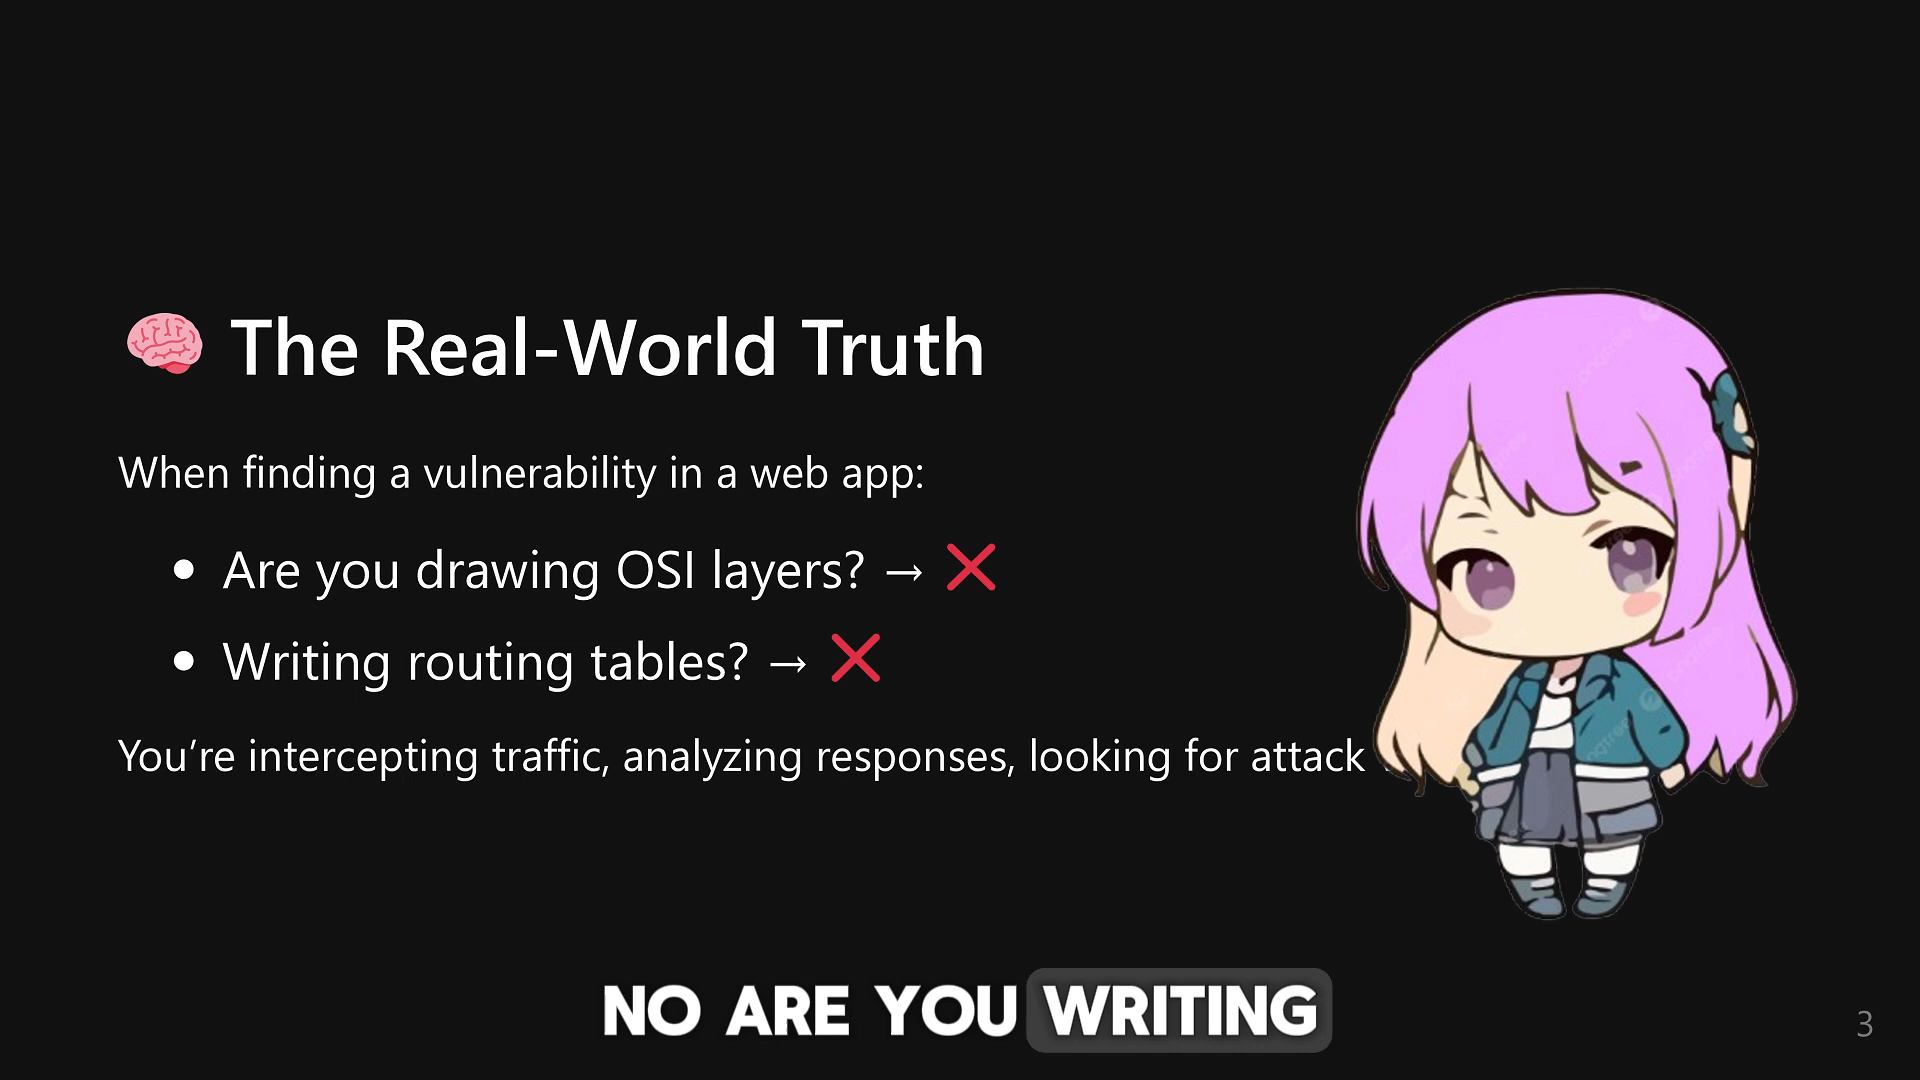 🧠 The Real-World Truth
When finding a vulnerability in a web app:
• Are you drawing OSI layers? → ❌
• Writing routing tables? → ❌
You’re intercepting traffic, analyzing responses, looking for attack
NO ARE YOU WRITING
3